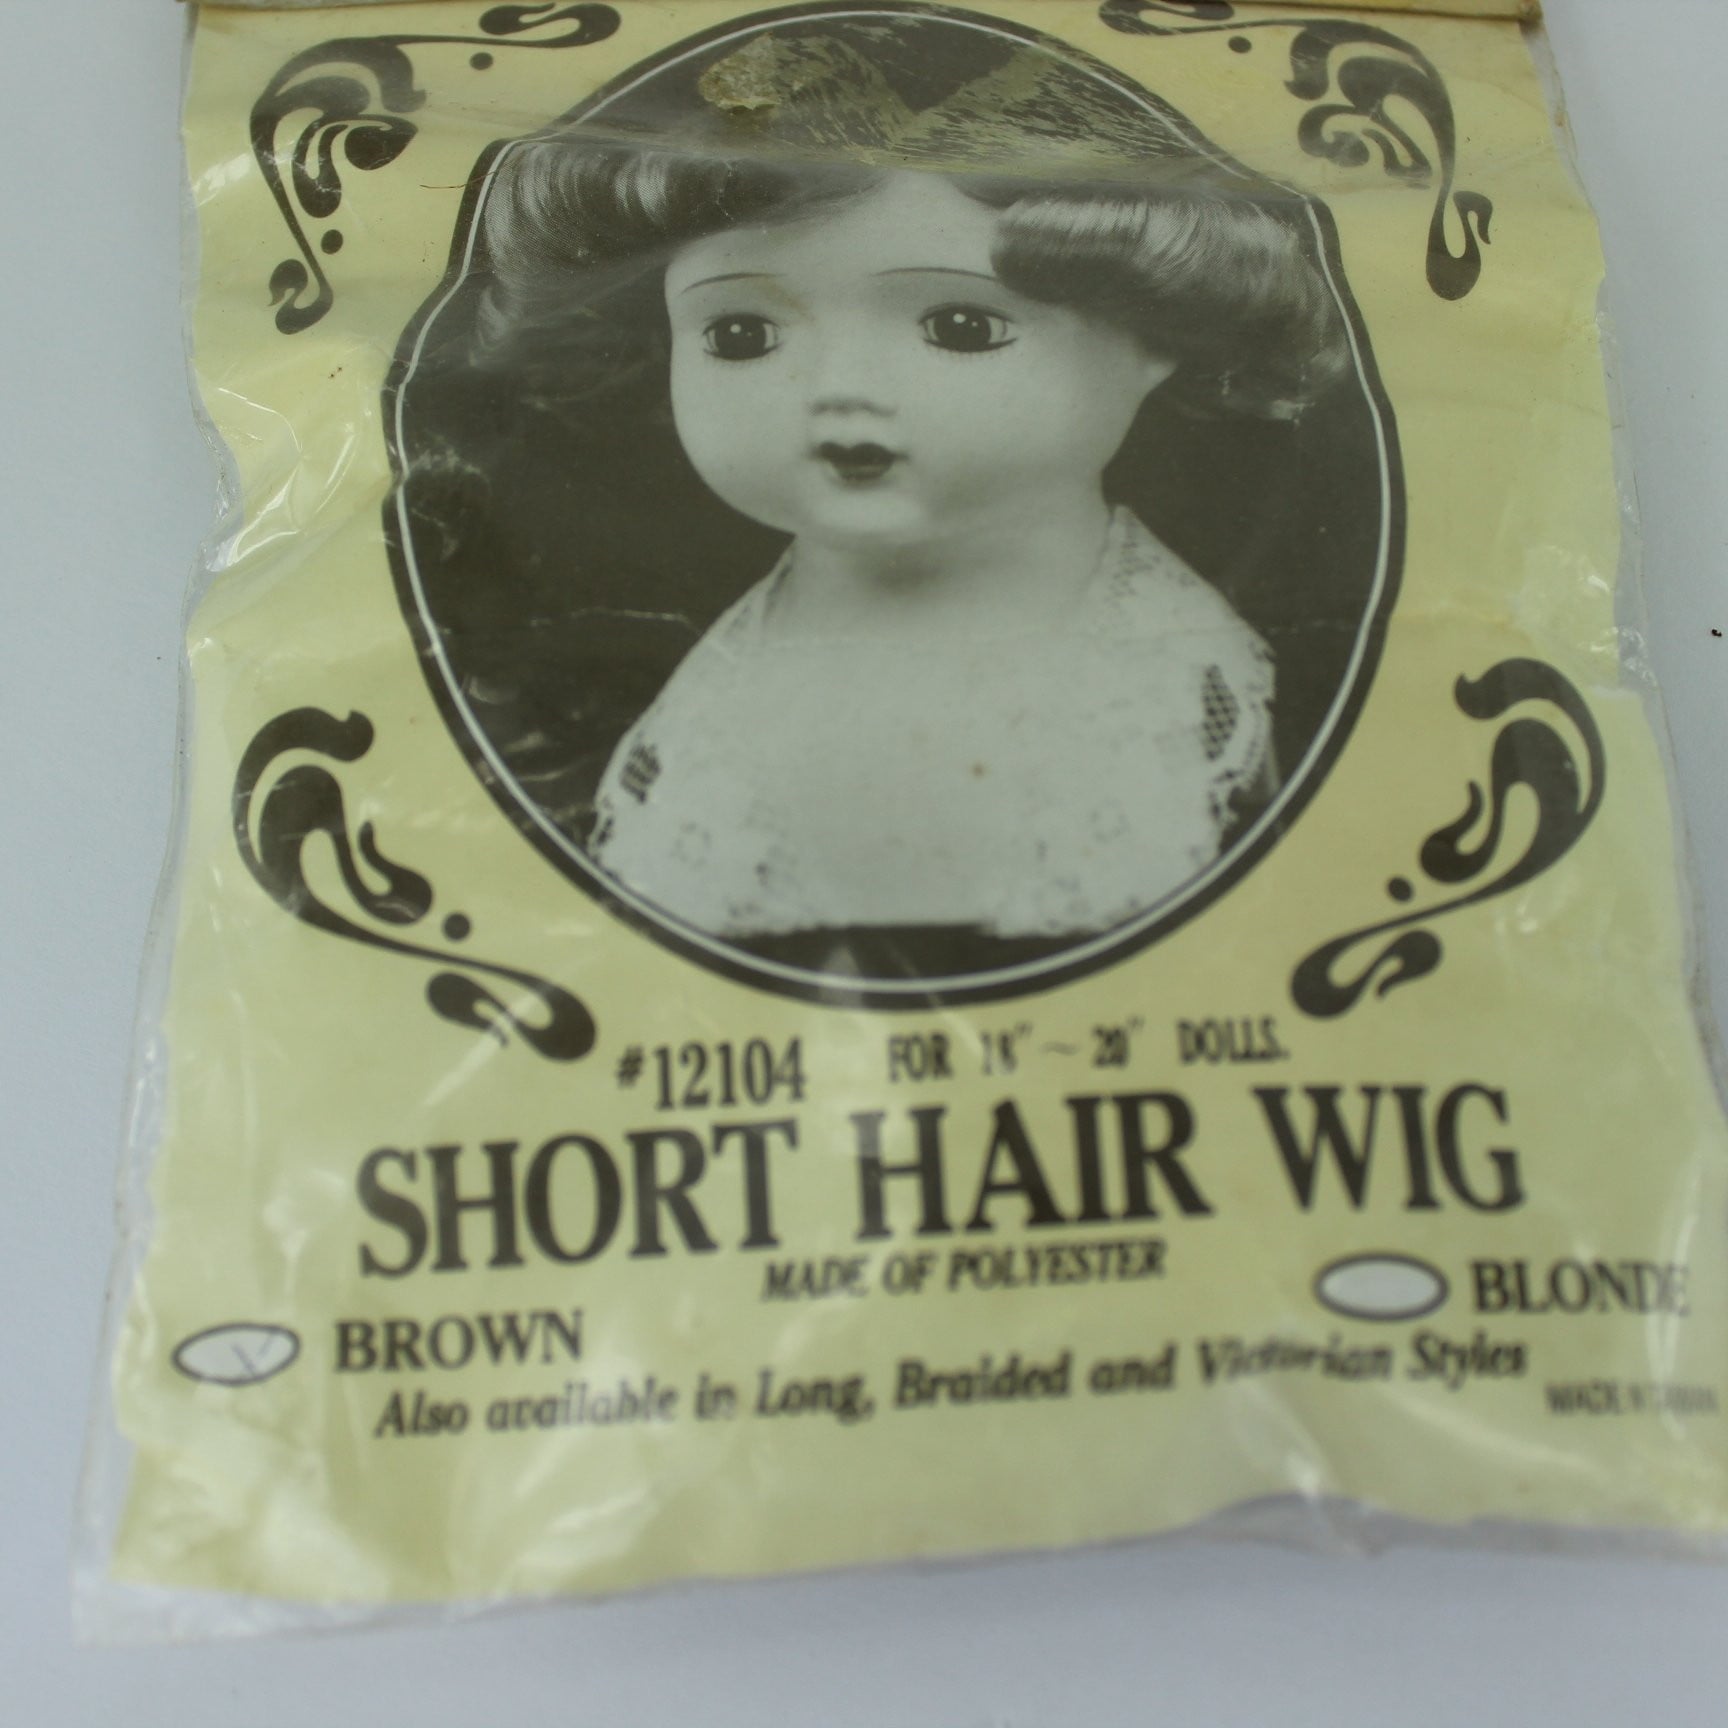 #12104 FOR 18" ~ 20" DOLLS.
SHORT HAIR WIG
MADE OF POLYESTER
BROWN
BLONDE
Also available in Long, Braided and Victorian Styles
MADE